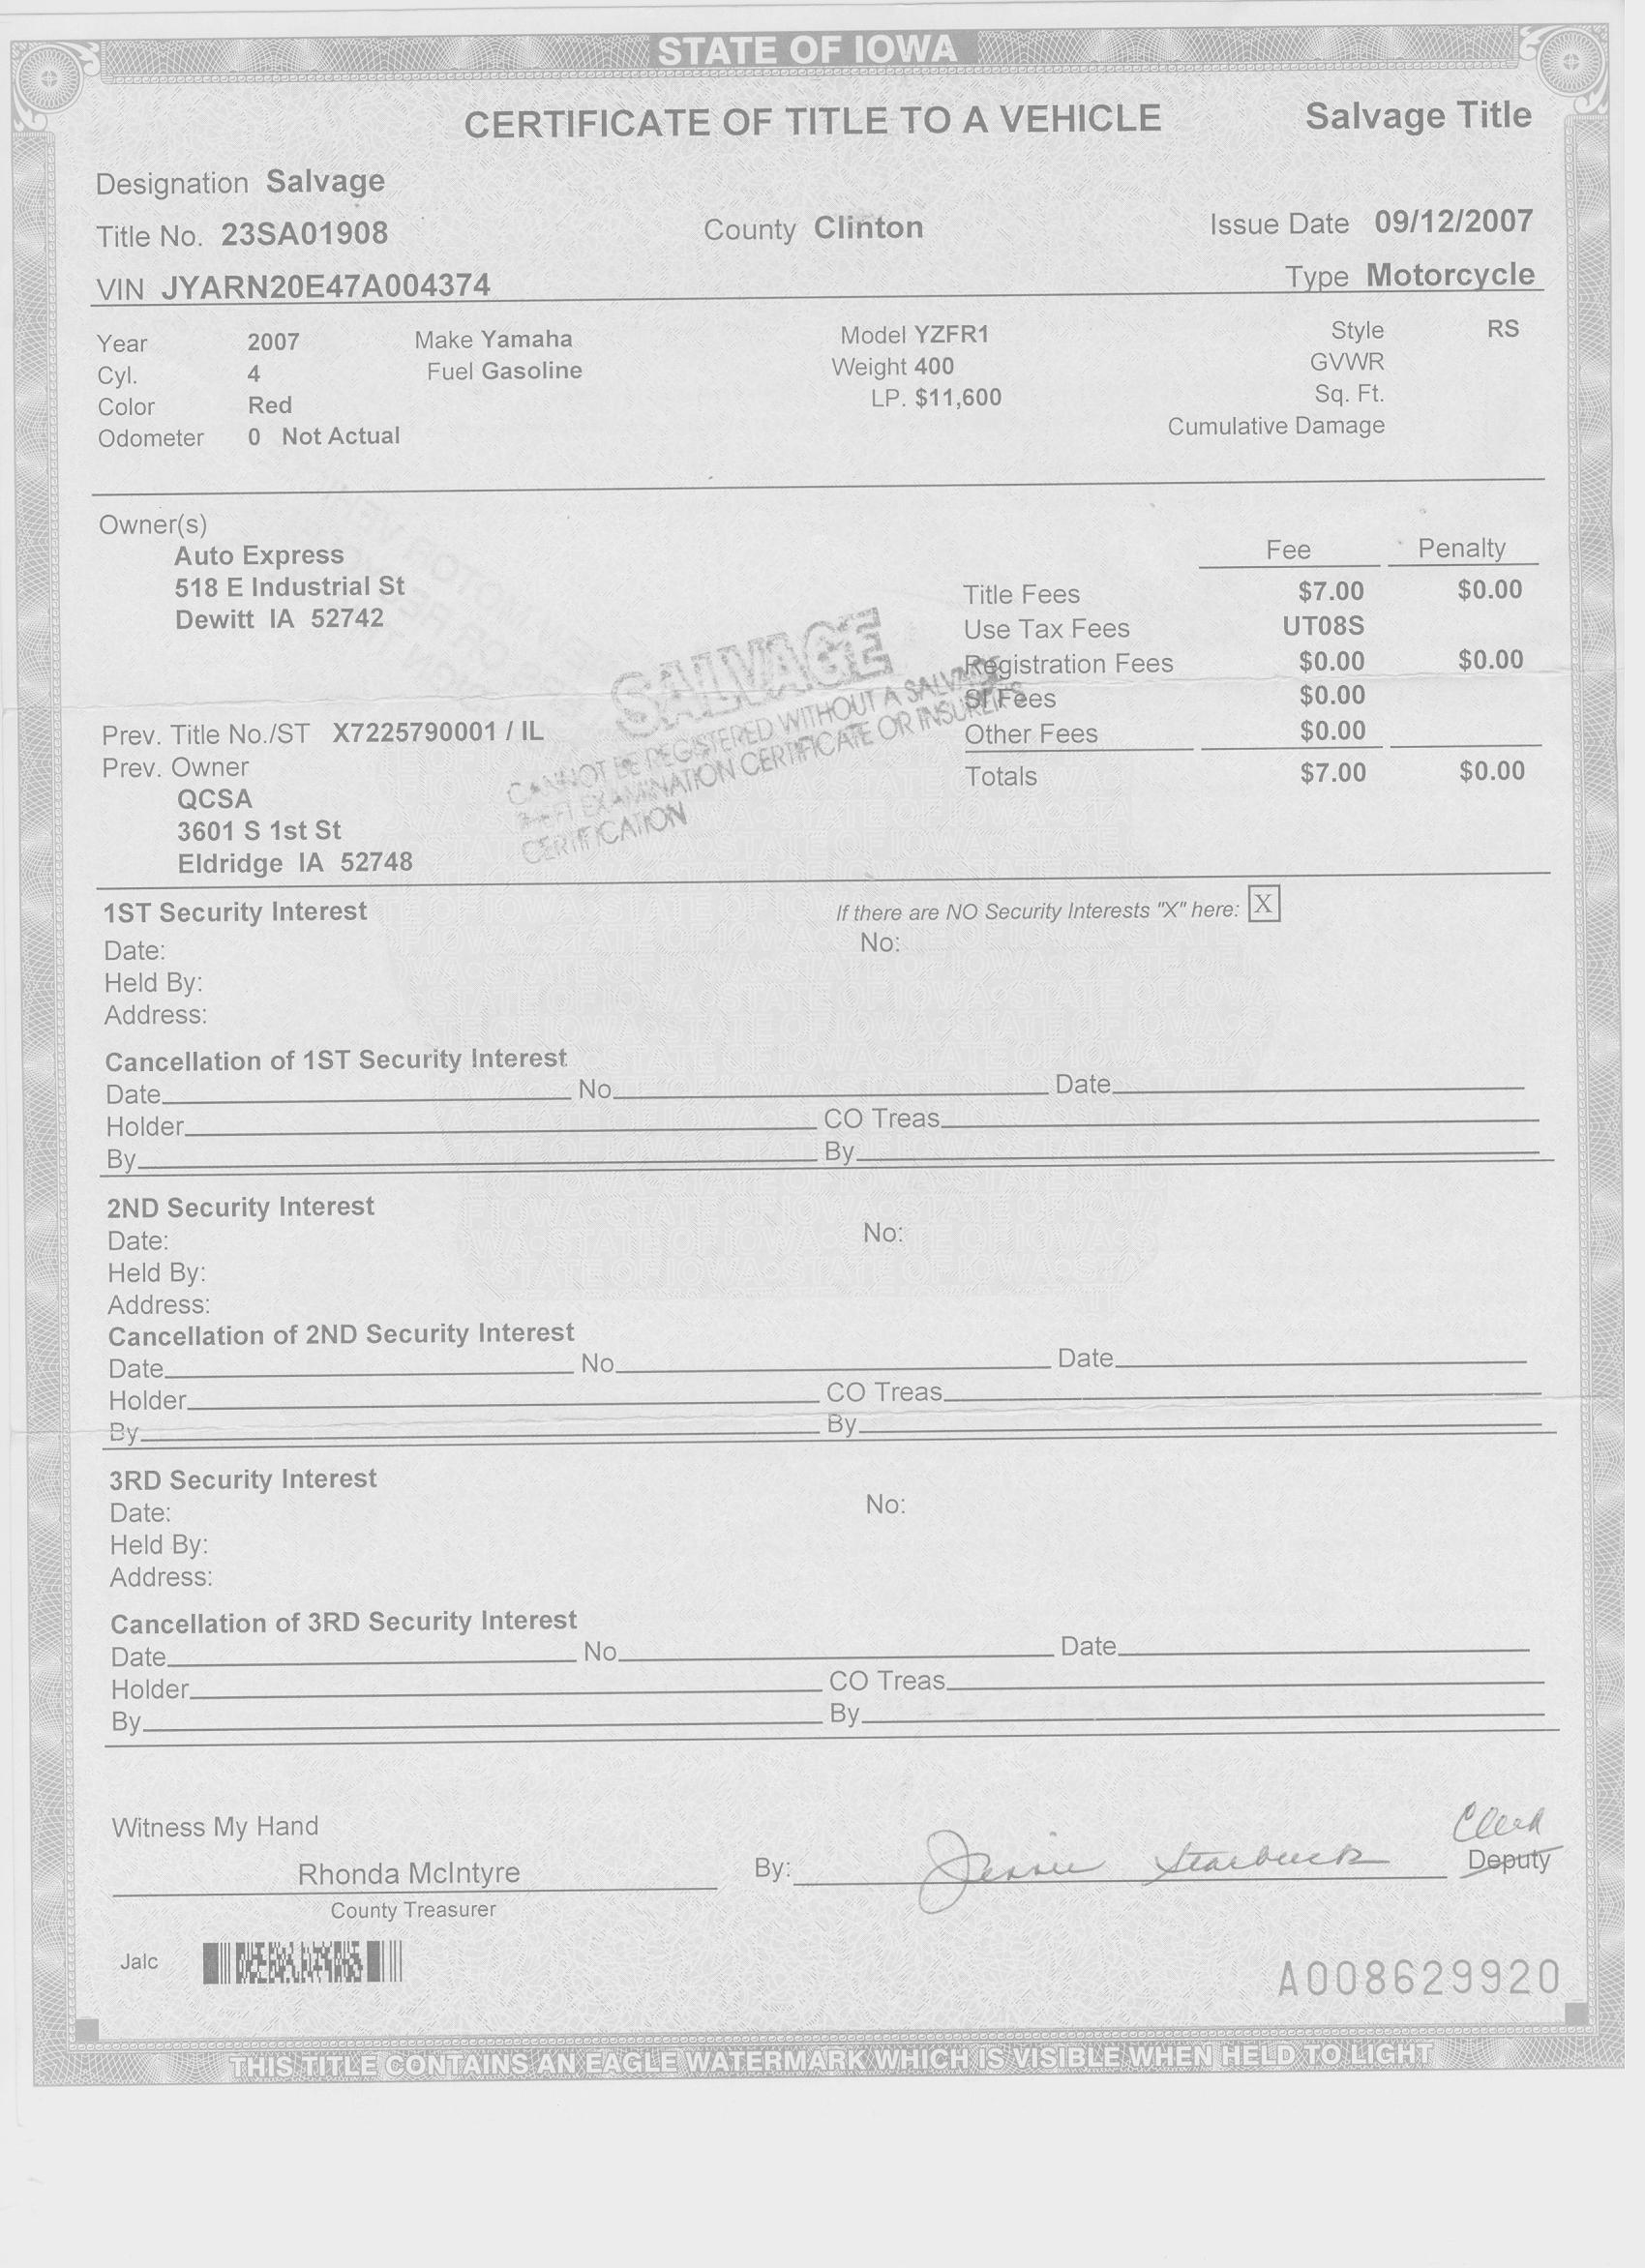 STATE OF IOWA
CERTIFICATE OF TITLE TO A VEHICLE Salvage Title
Designation Salvage
Title No. 23SA01908 County Clinton Issue Date 09/12/2007
VIN JYARN20E47A004374 Type Motorcycle
Year 2007 Make Yamaha Model YZFR1 Style RS
Cyl. 4 Fuel Gasoline Weight 400 GVWR
Color Red LP. $11,600 Sq. Ft.
Odometer 0 Not Actual Cumulative Damage
Owner(s)
Auto Express
518 E Industrial St
Dewitt IA 52742
Fee Penalty
Title Fees $7.00 $0.00
Use Tax Fees UT08S
Registration Fees $0.00 $0.00
SI Fees $0.00
Other Fees $0.00
Totals $7.00 $0.00
SALVAGE
CANNOT BE REGISTERED WITHOUT A SALVAGE
THEFT EXAMINATION CERTIFICATE OR INSURER'S
CERTIFICATION
Prev. Title No./ST X7225790001 / IL
Prev. Owner
QCSA
3601 S 1st St
Eldridge IA 52748
1ST Security Interest If there are NO Security Interests "X" here: X
Date: No:
Held By:
Address:
Cancellation of 1ST Security Interest
Date No. Date
Holder CO Treas.
By By
2ND Security Interest
Date: No:
Held By:
Address:
Cancellation of 2ND Security Interest
Date No. Date
Holder CO Treas.
By By
3RD Security Interest
Date: No:
Held By:
Address:
Cancellation of 3RD Security Interest
Date No. Date
Holder CO Treas.
By By
Witness My Hand
Clerk
Rhonda McIntyre By: Jessie Starbuck Deputy
County Treasurer
Jalc
A008629920
THIS TITLE CONTAINS AN EAGLE WATERMARK WHICH IS VISIBLE WHEN HELD TO LIGHT